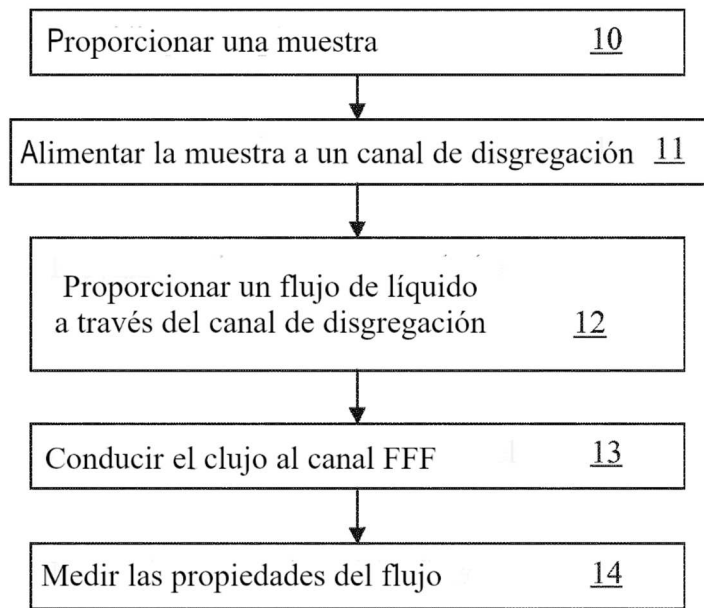 Proporcionar una muestra 10
Alimentar la muestra a un canal de disgregación 11
Proporcionar un flujo de líquido
a través del canal de disgregación 12
Conducir el clujo al canal FFF 13
Medir las propiedades del flujo 14